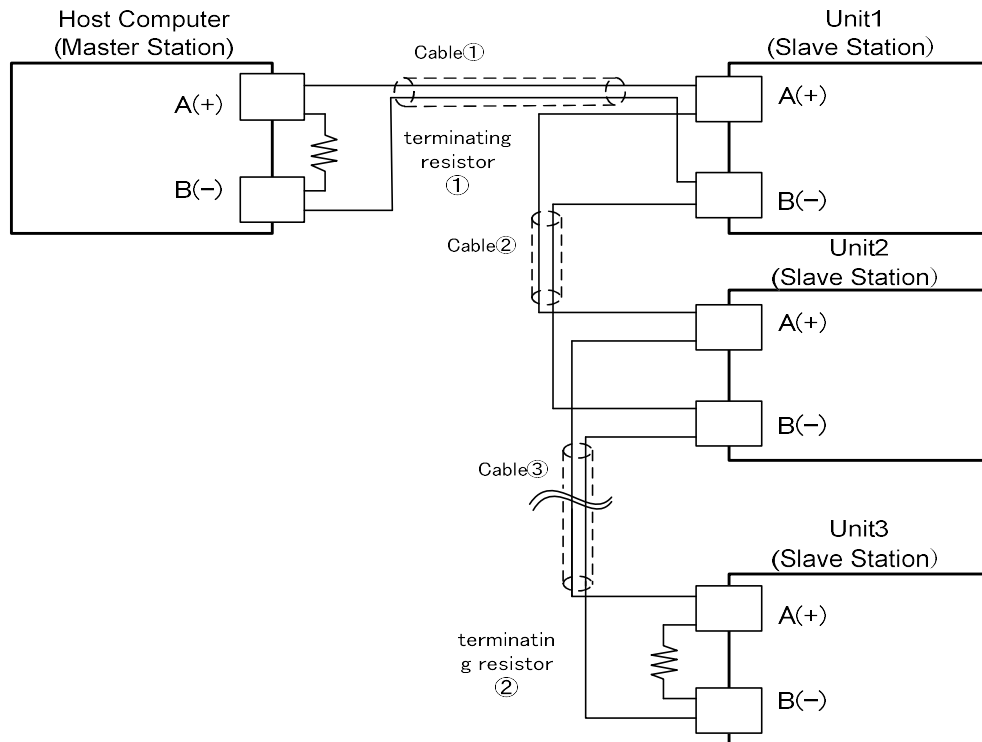 Host Computer
(Master Station)
A(+)
B(−)
Cable①
terminating
resistor
①
Unit1
(Slave Station)
A(+)
B(−)
Cable②
Unit2
(Slave Station)
A(+)
B(−)
Cable③
Unit3
(Slave Station)
A(+)
B(−)
terminatin
g resistor
②